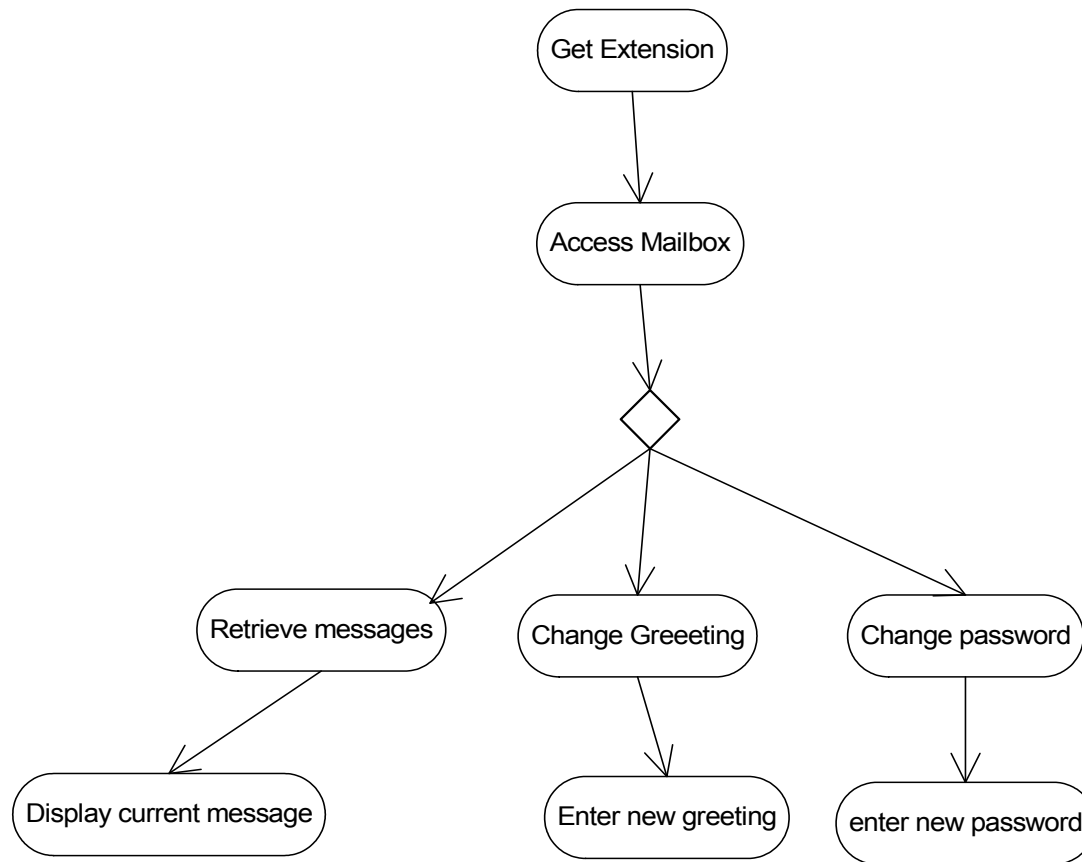 Get Extension
Access Mailbox
Retrieve messages
Change Greeeting
Change password
Display current message
Enter new greeting
enter new password